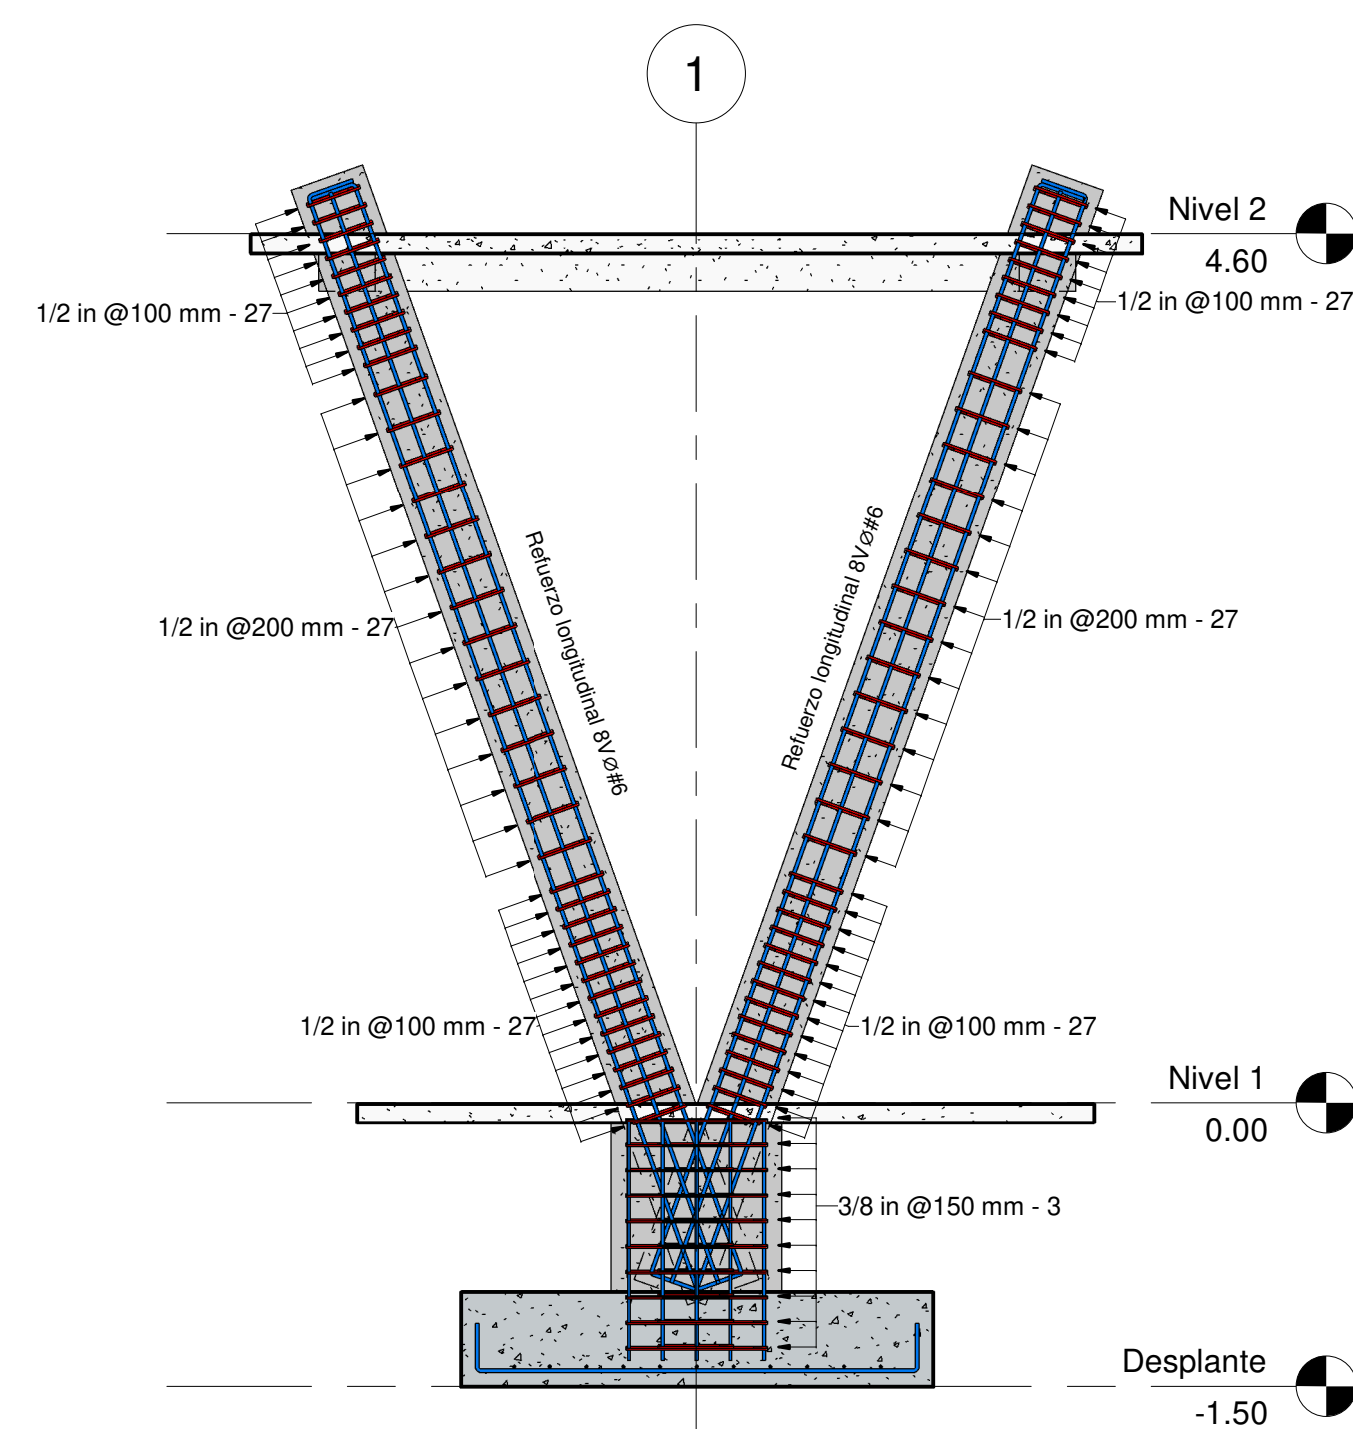 1
Nivel 2
4.60
1/2 in @100 mm - 27
1/2 in @100 mm - 27
Refuerzo longitudinal 8VØ#6
Refuerzo longitudinal 8VØ#6
1/2 in @200 mm - 27
1/2 in @200 mm - 27
1/2 in @100 mm - 27
1/2 in @100 mm - 27
Nivel 1
0.00
3/8 in @150 mm - 3
Desplante
-1.50